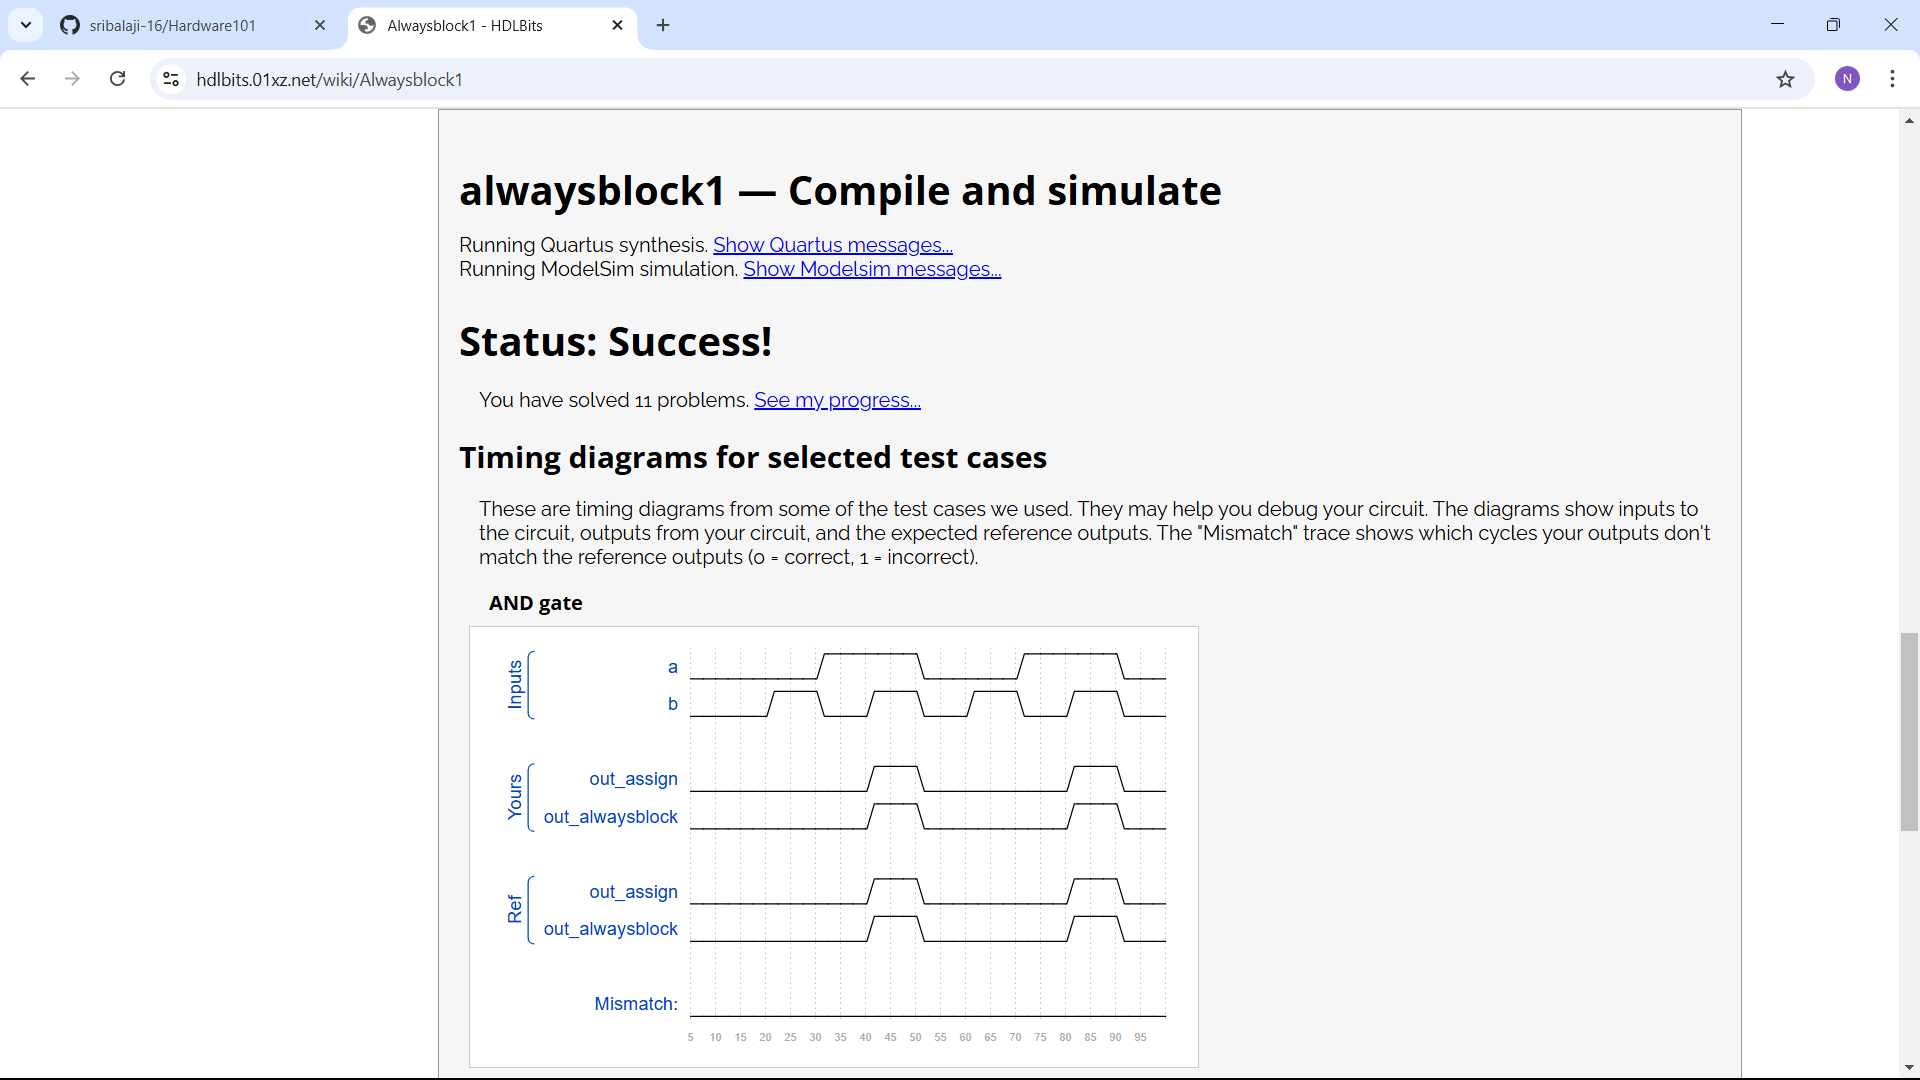 sribalaji-16/Hardware101
Alwaysblock1 - HDLBits
hdlbits.01xz.net/wiki/Alwaysblock1
N
alwaysblock1 — Compile and simulate
Running Quartus synthesis. Show Quartus messages...
Running ModelSim simulation. Show Modelsim messages...
Status: Success!
You have solved 11 problems. See my progress...
Timing diagrams for selected test cases
These are timing diagrams from some of the test cases we used. They may help you debug your circuit. The diagrams show inputs to
the circuit, outputs from your circuit, and the expected reference outputs. The "Mismatch" trace shows which cycles your outputs don't
match the reference outputs (0 = correct, 1 = incorrect).
AND gate
Inputs
a
b
Yours
out_assign
out_alwaysblock
Ref
out_assign
out_alwaysblock
Mismatch:
5 10 15 20 25 30 35 40 45 50 55 60 65 70 75 80 85 90 95